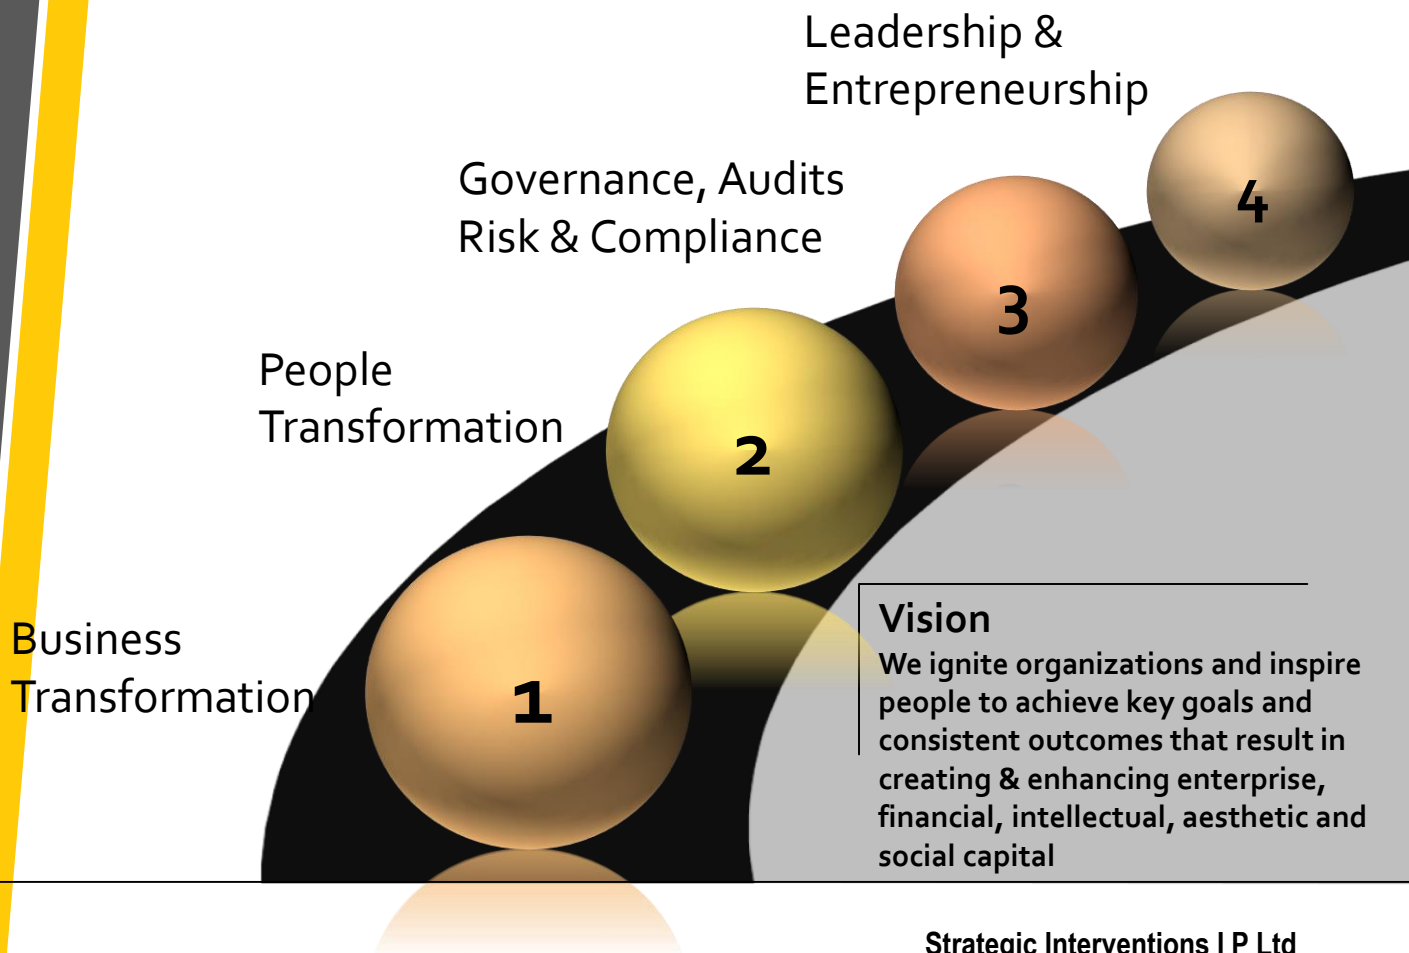 Leadership &
Entrepreneurship
4
Governance, Audits
Risk & Compliance
3
People
Transformation
2
Business
Transformation
1
Vision
We ignite organizations and inspire
people to achieve key goals and
consistent outcomes that result in
creating & enhancing enterprise,
financial, intellectual, aesthetic and
social capital
Strategic Interventions I P Ltd